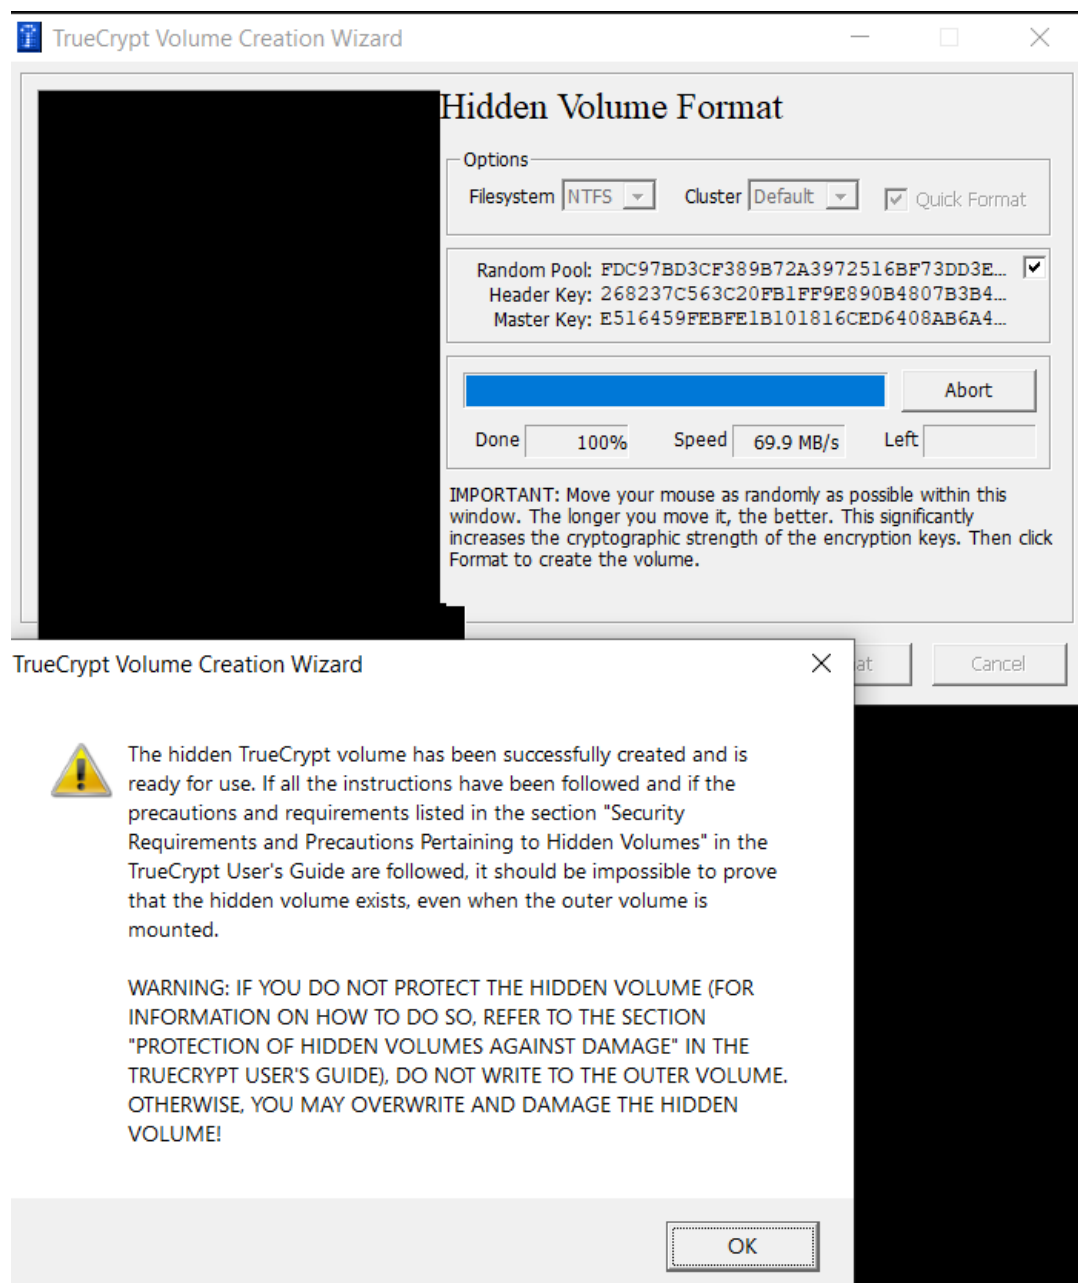 TrueCrypt Volume Creation Wizard
Hidden Volume Format
Options
Filesystem NTFS Cluster Default Quick Format
Random Pool: FDC97BD3CF389B72A3972516BF73DD3E...
Header Key: 268237C563C20FB1FF9E890B4807B3B4...
Master Key: E516459FEBFE1B101816CED6408AB6A4...
Abort
Done 100% Speed 69.9 MB/s Left
IMPORTANT: Move your mouse as randomly as possible within this
window. The longer you move it, the better. This significantly
increases the cryptographic strength of the encryption keys. Then click
Format to create the volume.
at Cancel
TrueCrypt Volume Creation Wizard
The hidden TrueCrypt volume has been successfully created and is
ready for use. If all the instructions have been followed and if the
precautions and requirements listed in the section "Security
Requirements and Precautions Pertaining to Hidden Volumes" in the
TrueCrypt User's Guide are followed, it should be impossible to prove
that the hidden volume exists, even when the outer volume is
mounted.
WARNING: IF YOU DO NOT PROTECT THE HIDDEN VOLUME (FOR
INFORMATION ON HOW TO DO SO, REFER TO THE SECTION
"PROTECTION OF HIDDEN VOLUMES AGAINST DAMAGE" IN THE
TRUECRYPT USER'S GUIDE), DO NOT WRITE TO THE OUTER VOLUME.
OTHERWISE, YOU MAY OVERWRITE AND DAMAGE THE HIDDEN
VOLUME!
OK